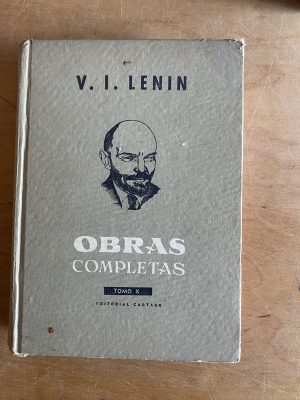 V. I. LENIN
OBRAS
COMPLETAS
TOMO X
EDITORIAL CARTAGO